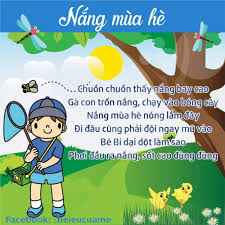 Nắng mùa hè
Chuồn chuồn thấy nắng bay cao
Gà con trốn nắng, chạy vào bóng cây
Nắng mùa hè nóng lắm đây
Đi đâu cũng phải đội ngay mũ vào
Bé Bi dại dột làm sao
Phơi đầu ra nắng, sốt cao đùng đùng
Facebook: Beieucuame